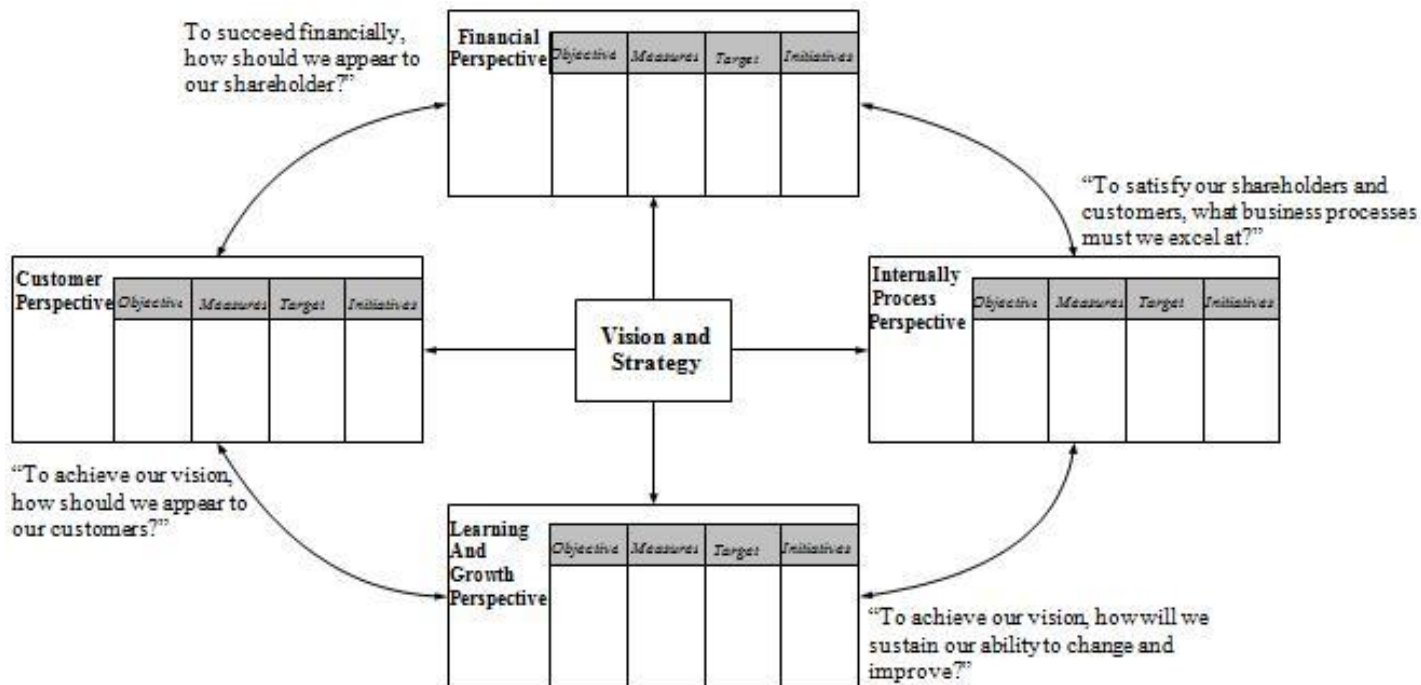 To succeed financially,
how should we appear to
our shareholder?”
Financial
Perspective
Objective Measures Target Initiatives
“To satisfy our shareholders and
customers, what business processes
must we excel at?”
Customer
Perspective
Objective Measures Target Initiatives
Vision and
Strategy
Internally
Process
Perspective
Objective Measures Target Initiatives
“To achieve our vision,
how should we appear to
our customers?”
Learning
And
Growth
Perspective
Objective Measures Target Initiatives
“To achieve our vision, how will we
sustain our ability to change and
improve?”